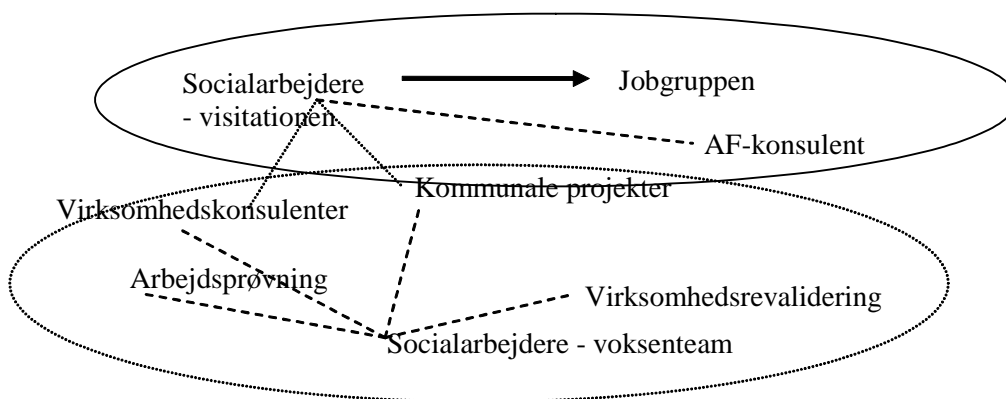 Socialarbejdere
- visitationen
Jobgruppen
AF-konsulent
Kommunale projekter
Virksomhedskonsulenter
Arbejdsprøvning
Virksomhedsrevalidering
Socialarbejdere - voksenteam